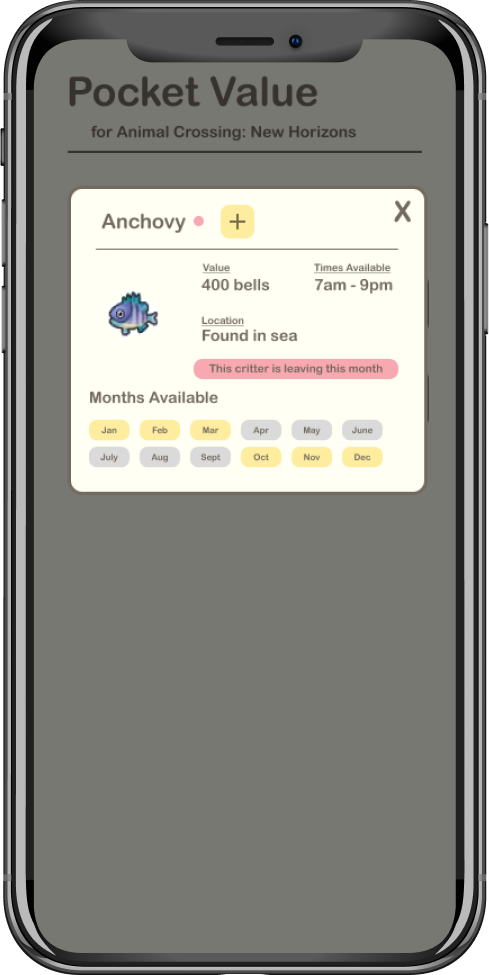 Pocket Value
for Animal Crossing: New Horizons
Anchovy +
X
Value
400 bells
Times Available
7am - 9pm
Location
Found in sea
This critter is leaving this month
Months Available
Jan Feb Mar Apr May June
July Aug Sept Oct Nov Dec